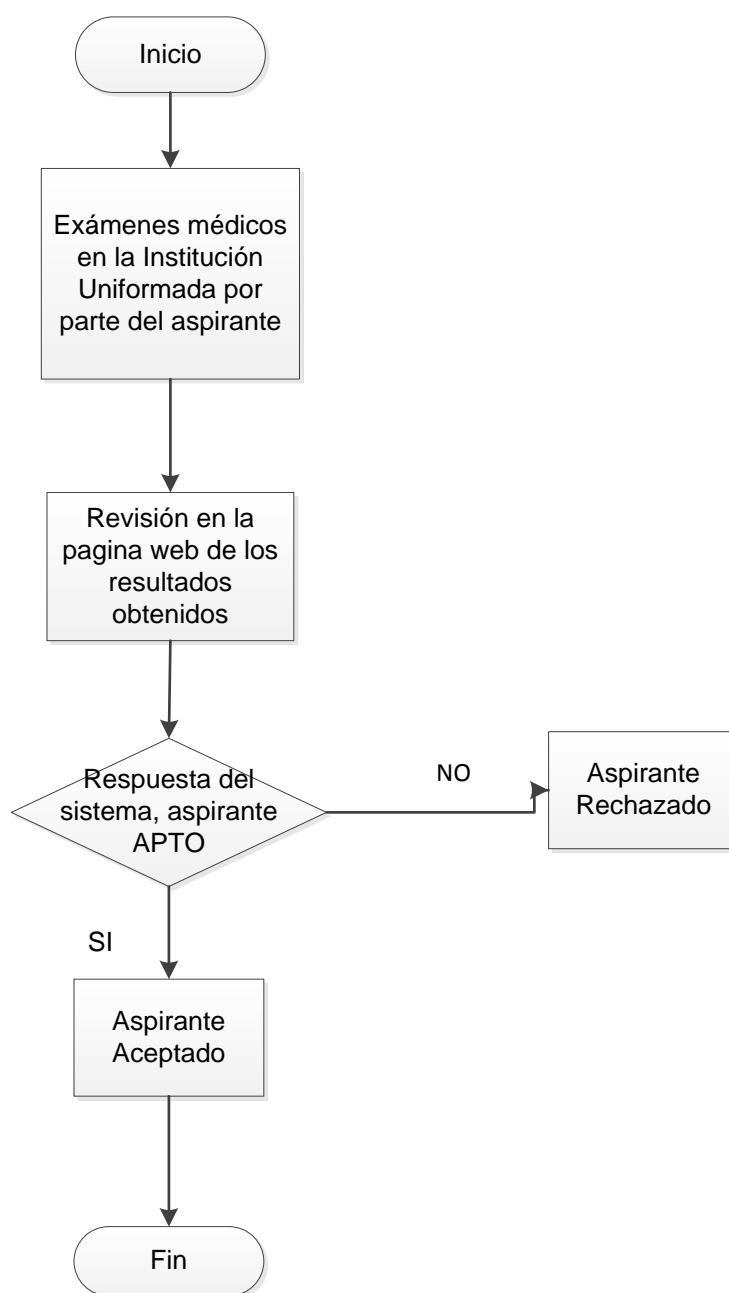 Inicio
Exámenes médicos
en la Institución
Uniformada por
parte del aspirante
Revisión en la
pagina web de los
resultados
obtenidos
Respuesta del
sistema, aspirante
APTO
NO
Aspirante
Rechazado
SI
Aspirante
Aceptado
Fin